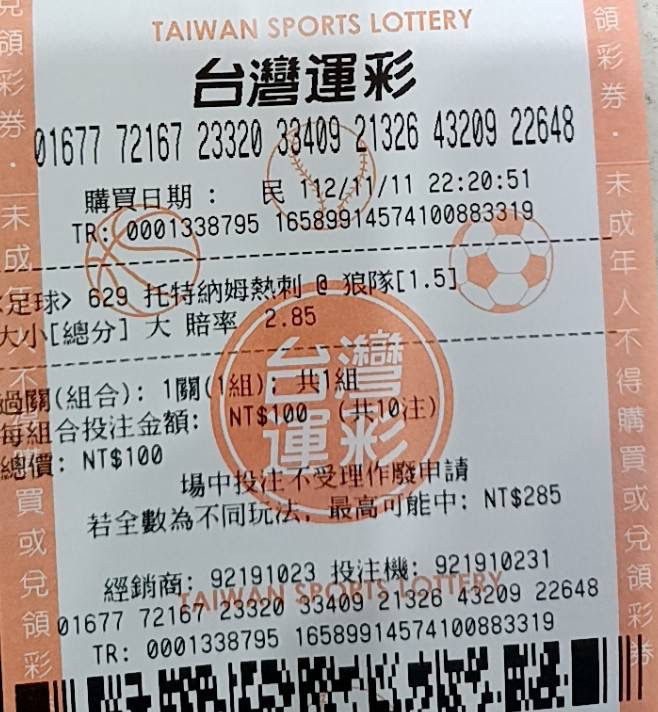 TAIWAN SPORTS LOTTERY
台灣運彩
01677 72167 23320 33409 21326 43209 22648
購買日期: 民 112/11/11 22:20:51
TR: 0001338795 16589914574100883319
足球> 629 托特納姆熱刺 @ 狼隊[1.5]
大小[總分] 大 賠率 2.85
台灣運彩
過關(組合): 1關(1組); 共1組
每組合投注金額: NT$100 (共10注)
總價: NT$100
場中投注不受理作廢申請
若全數為不同玩法, 最高可能中: NT$285
經銷商: 92191023 投注機: 921910231
TAIWAN SPORTS LOTTERY
01677 72167 23320 33409 21326 43209 22648
TR: 0001338795 16589914574100883319
兌領彩券·未成
不
買或兌領彩
領彩券·未成年人不得購買或兌領彩券